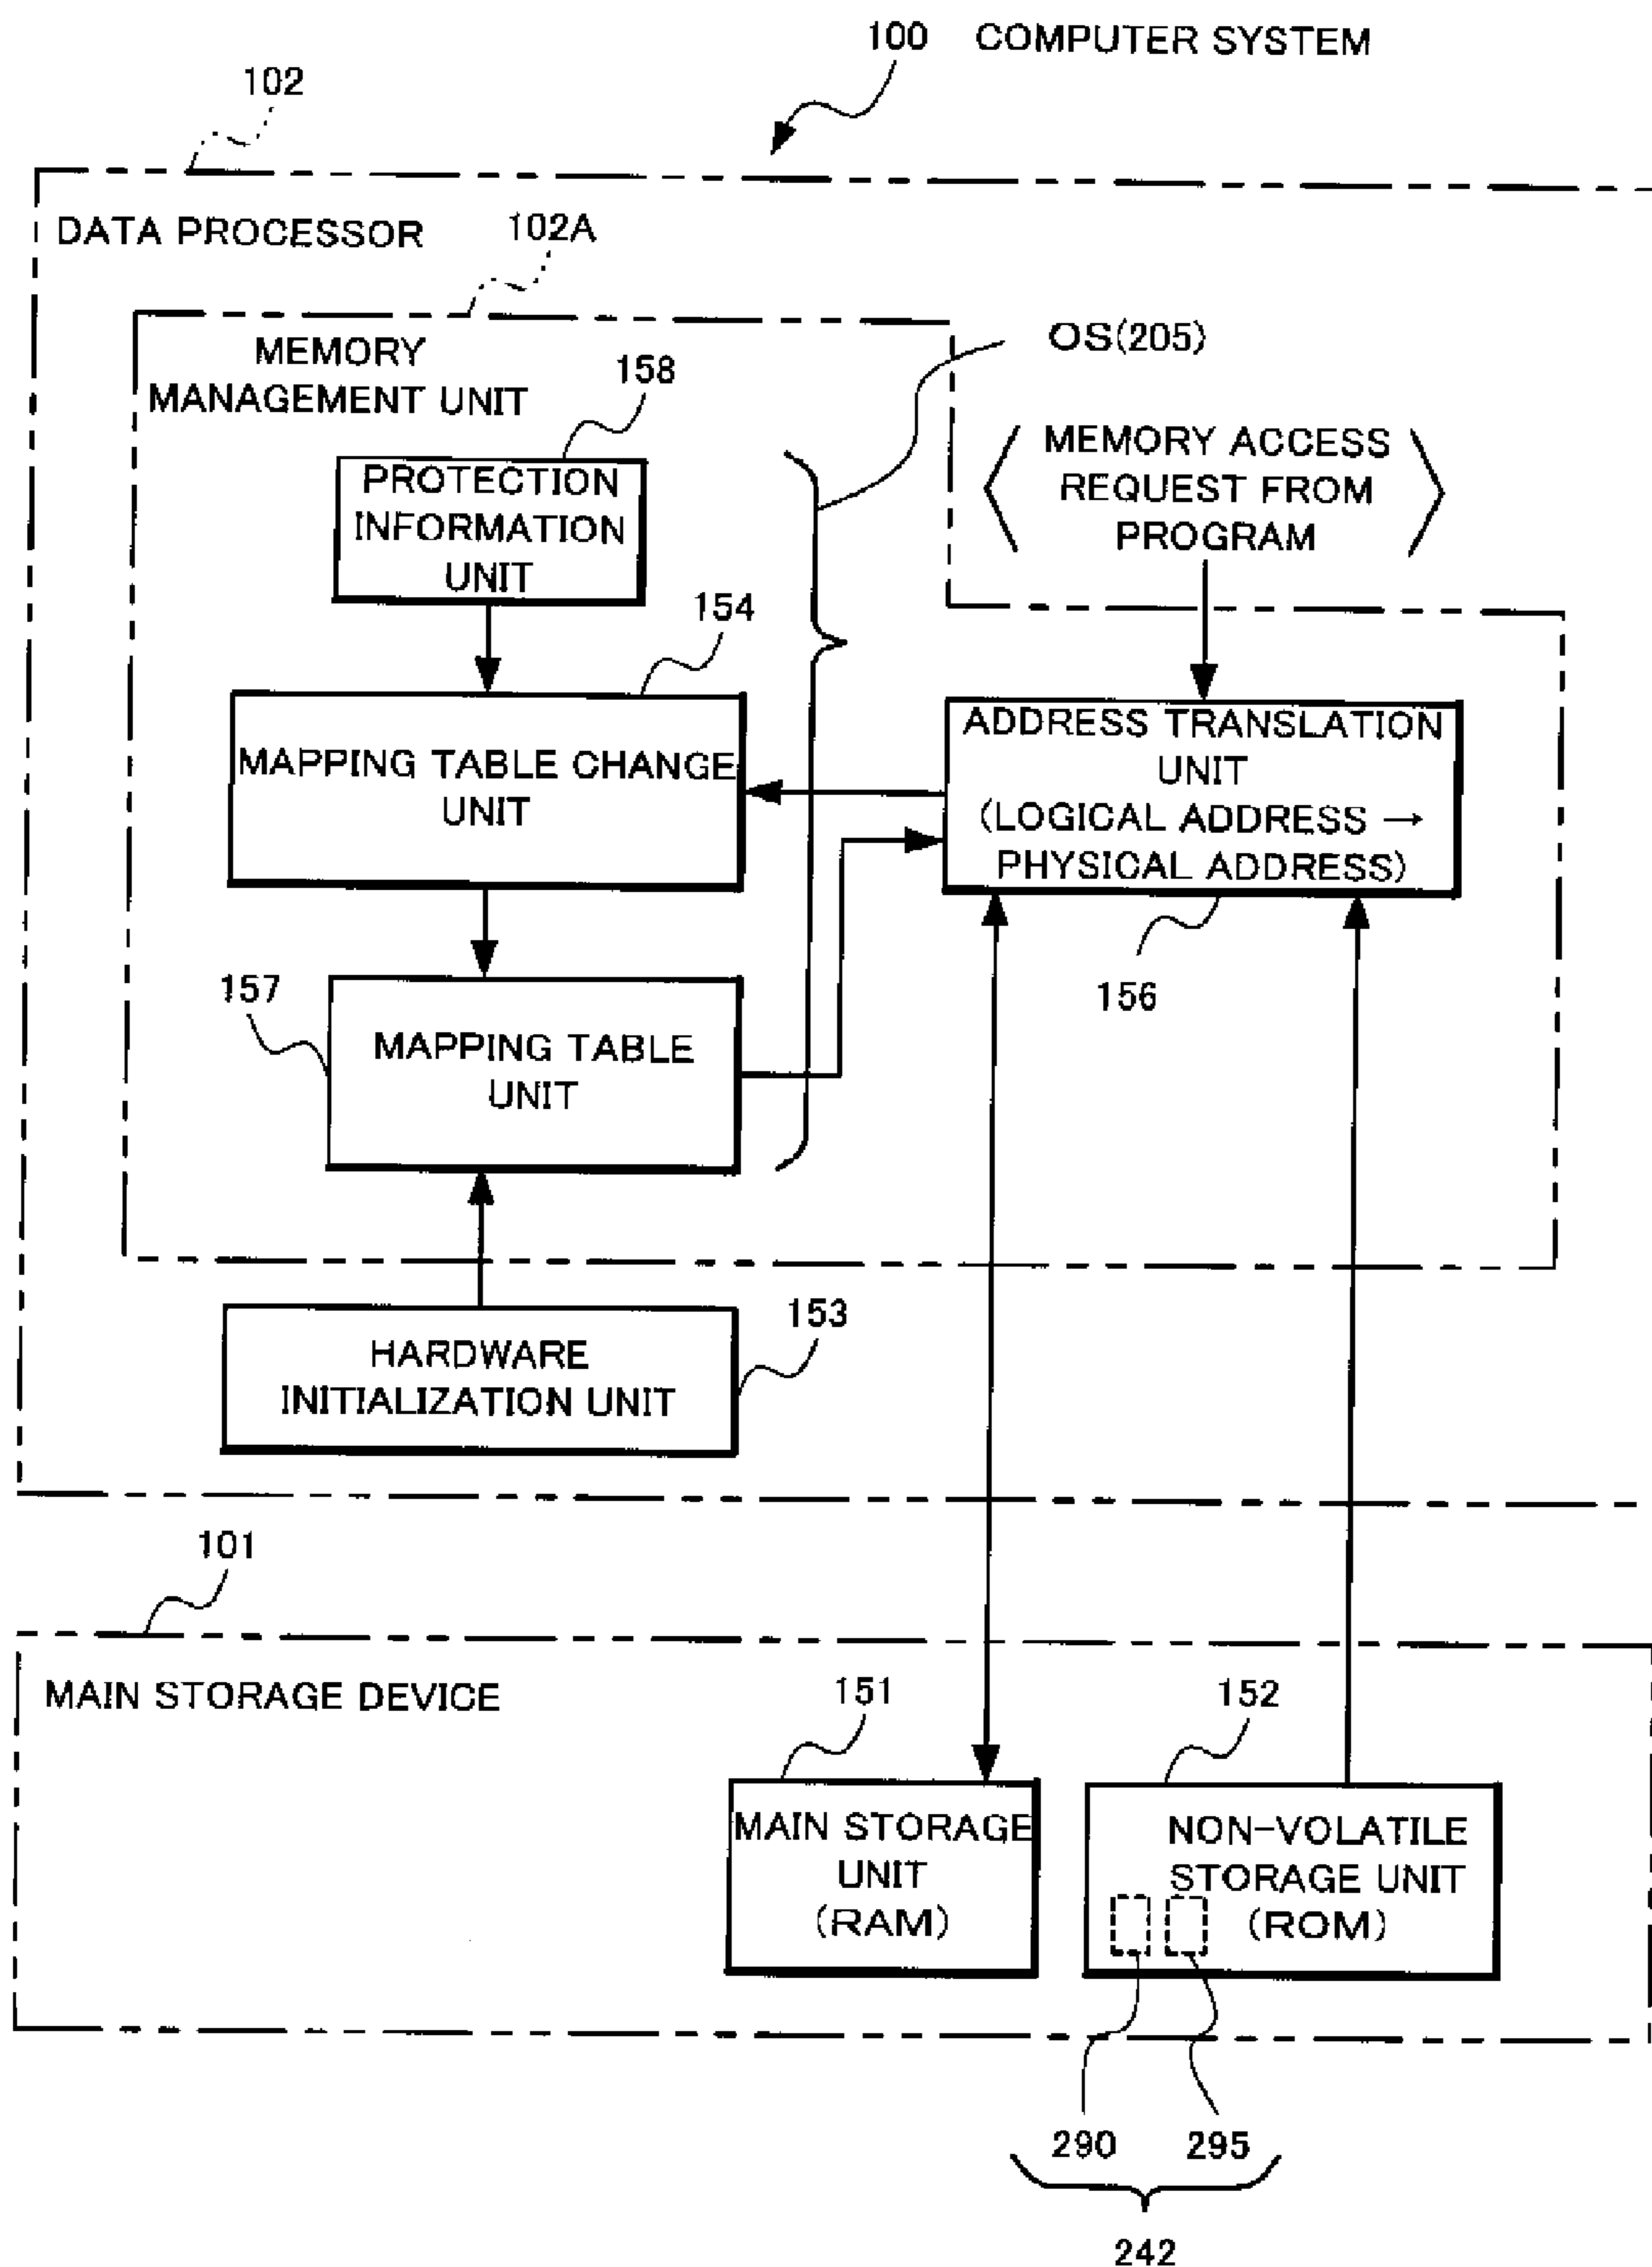 100 COMPUTER SYSTEM
102
DATA PROCESSOR
102A
MEMORY
MANAGEMENT UNIT
OS(205)
158
PROTECTION
INFORMATION
UNIT
MEMORY ACCESS
REQUEST FROM
PROGRAM
154
MAPPING TABLE CHANGE
UNIT
ADDRESS TRANSLATION
UNIT
(LOGICAL ADDRESS →
PHYSICAL ADDRESS)
156
157
MAPPING TABLE
UNIT
153
HARDWARE
INITIALIZATION UNIT
101
MAIN STORAGE DEVICE
151
MAIN STORAGE
UNIT
(RAM)
152
NON-VOLATILE
STORAGE UNIT
(ROM)
290
295
242